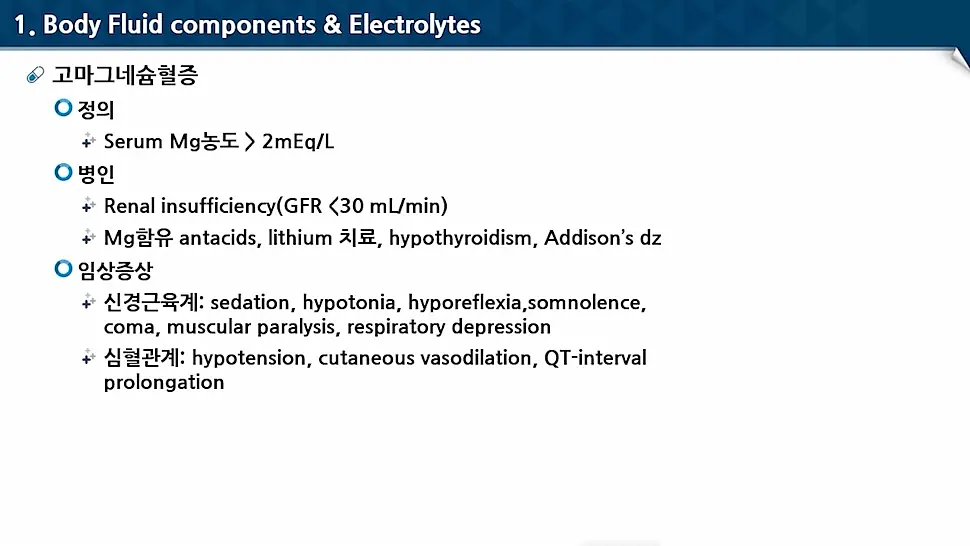 1. Body Fluid components & Electrolytes
고마그네슘혈증
정의
Serum Mg농도 > 2mEq/L
병인
Renal insufficiency(GFR <30 mL/min)
Mg함유 antacids, lithium 치료, hypothyroidism, Addison's dz
임상증상
신경근육계: sedation, hypotonia, hyporeflexia,somnolence,
coma, muscular paralysis, respiratory depression
심혈관계: hypotension, cutaneous vasodilation, QT-interval
prolongation